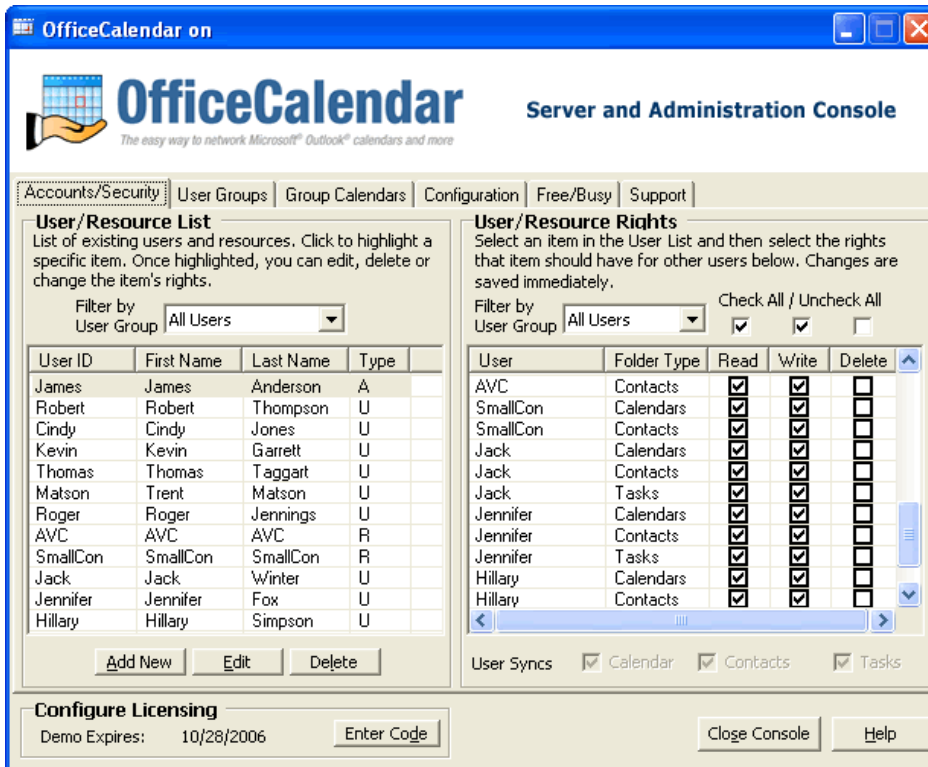 OfficeCalendar on
OfficeCalendar
The easy way to network Microsoft® Outlook® calendars and more
Server and Administration Console
Accounts/Security User Groups Group Calendars Configuration Free/Busy Support
User/Resource List
List of existing users and resources. Click to highlight a
specific item. Once highlighted, you can edit, delete or
change the item's rights.
Filter by
User Group All Users
User ID First Name Last Name Type
James James Anderson A
Robert Robert Thompson U
Cindy Cindy Jones U
Kevin Kevin Garrett U
Thomas Thomas Taggart U
Matson Trent Matson U
Roger Roger Jennings U
AVC AVC AVC R
SmallCon SmallCon SmallCon R
Jack Jack Winter U
Jennifer Jennifer Fox U
Hillary Hillary Simpson U
Add New Edit Delete
User/Resource Rights
Select an item in the User List and then select the rights
that item should have for other users below. Changes are
saved immediately.
Filter by
User Group All Users
Check All / Uncheck All
User Folder Type Read Write Delete
AVC Contacts
SmallCon Calendars
SmallCon Contacts
Jack Calendars
Jack Contacts
Jack Tasks
Jennifer Calendars
Jennifer Contacts
Jennifer Tasks
Hillary Calendars
Hillary Contacts
User Syncs Calendar Contacts Tasks
Configure Licensing
Demo Expires: 10/28/2006 Enter Code
Close Console Help